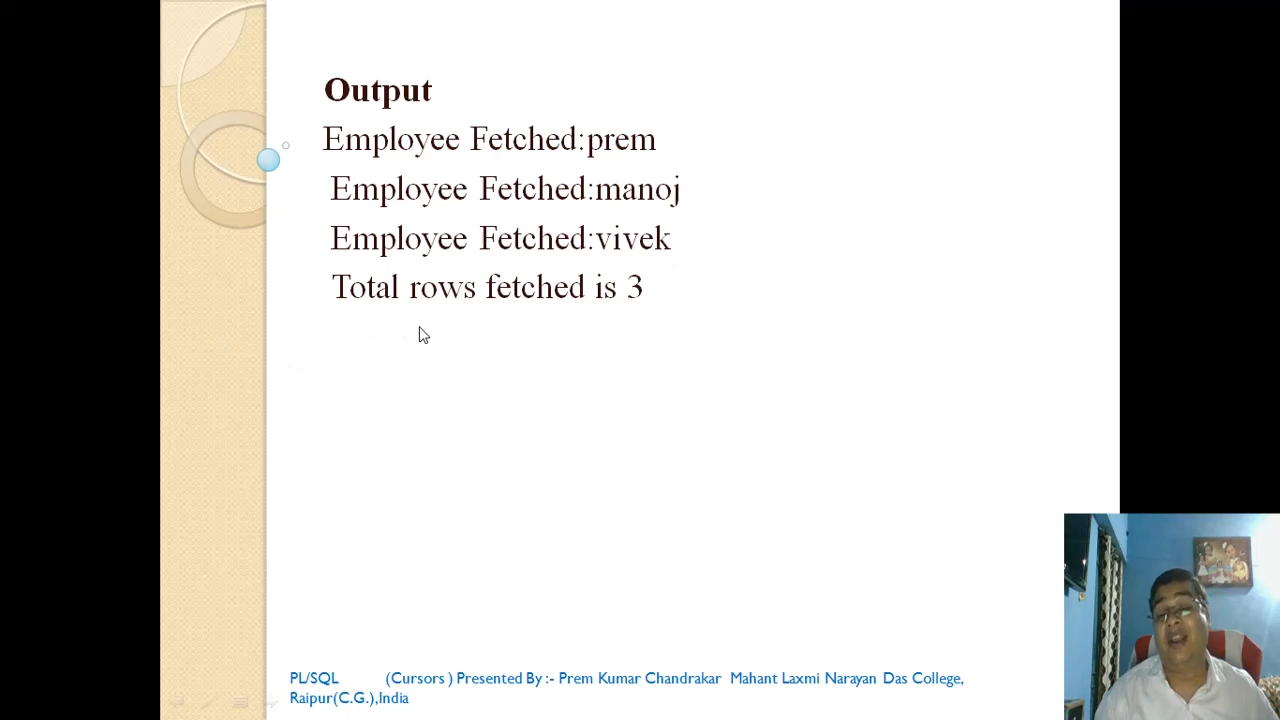 Output
Employee Fetched:prem
Employee Fetched:manoj
Employee Fetched:vivek
Total rows fetched is 3
PL/SQL (Cursors ) Presented By :- Prem Kumar Chandrakar Mahant Laxmi Narayan Das College,
Raipur(C.G.),India